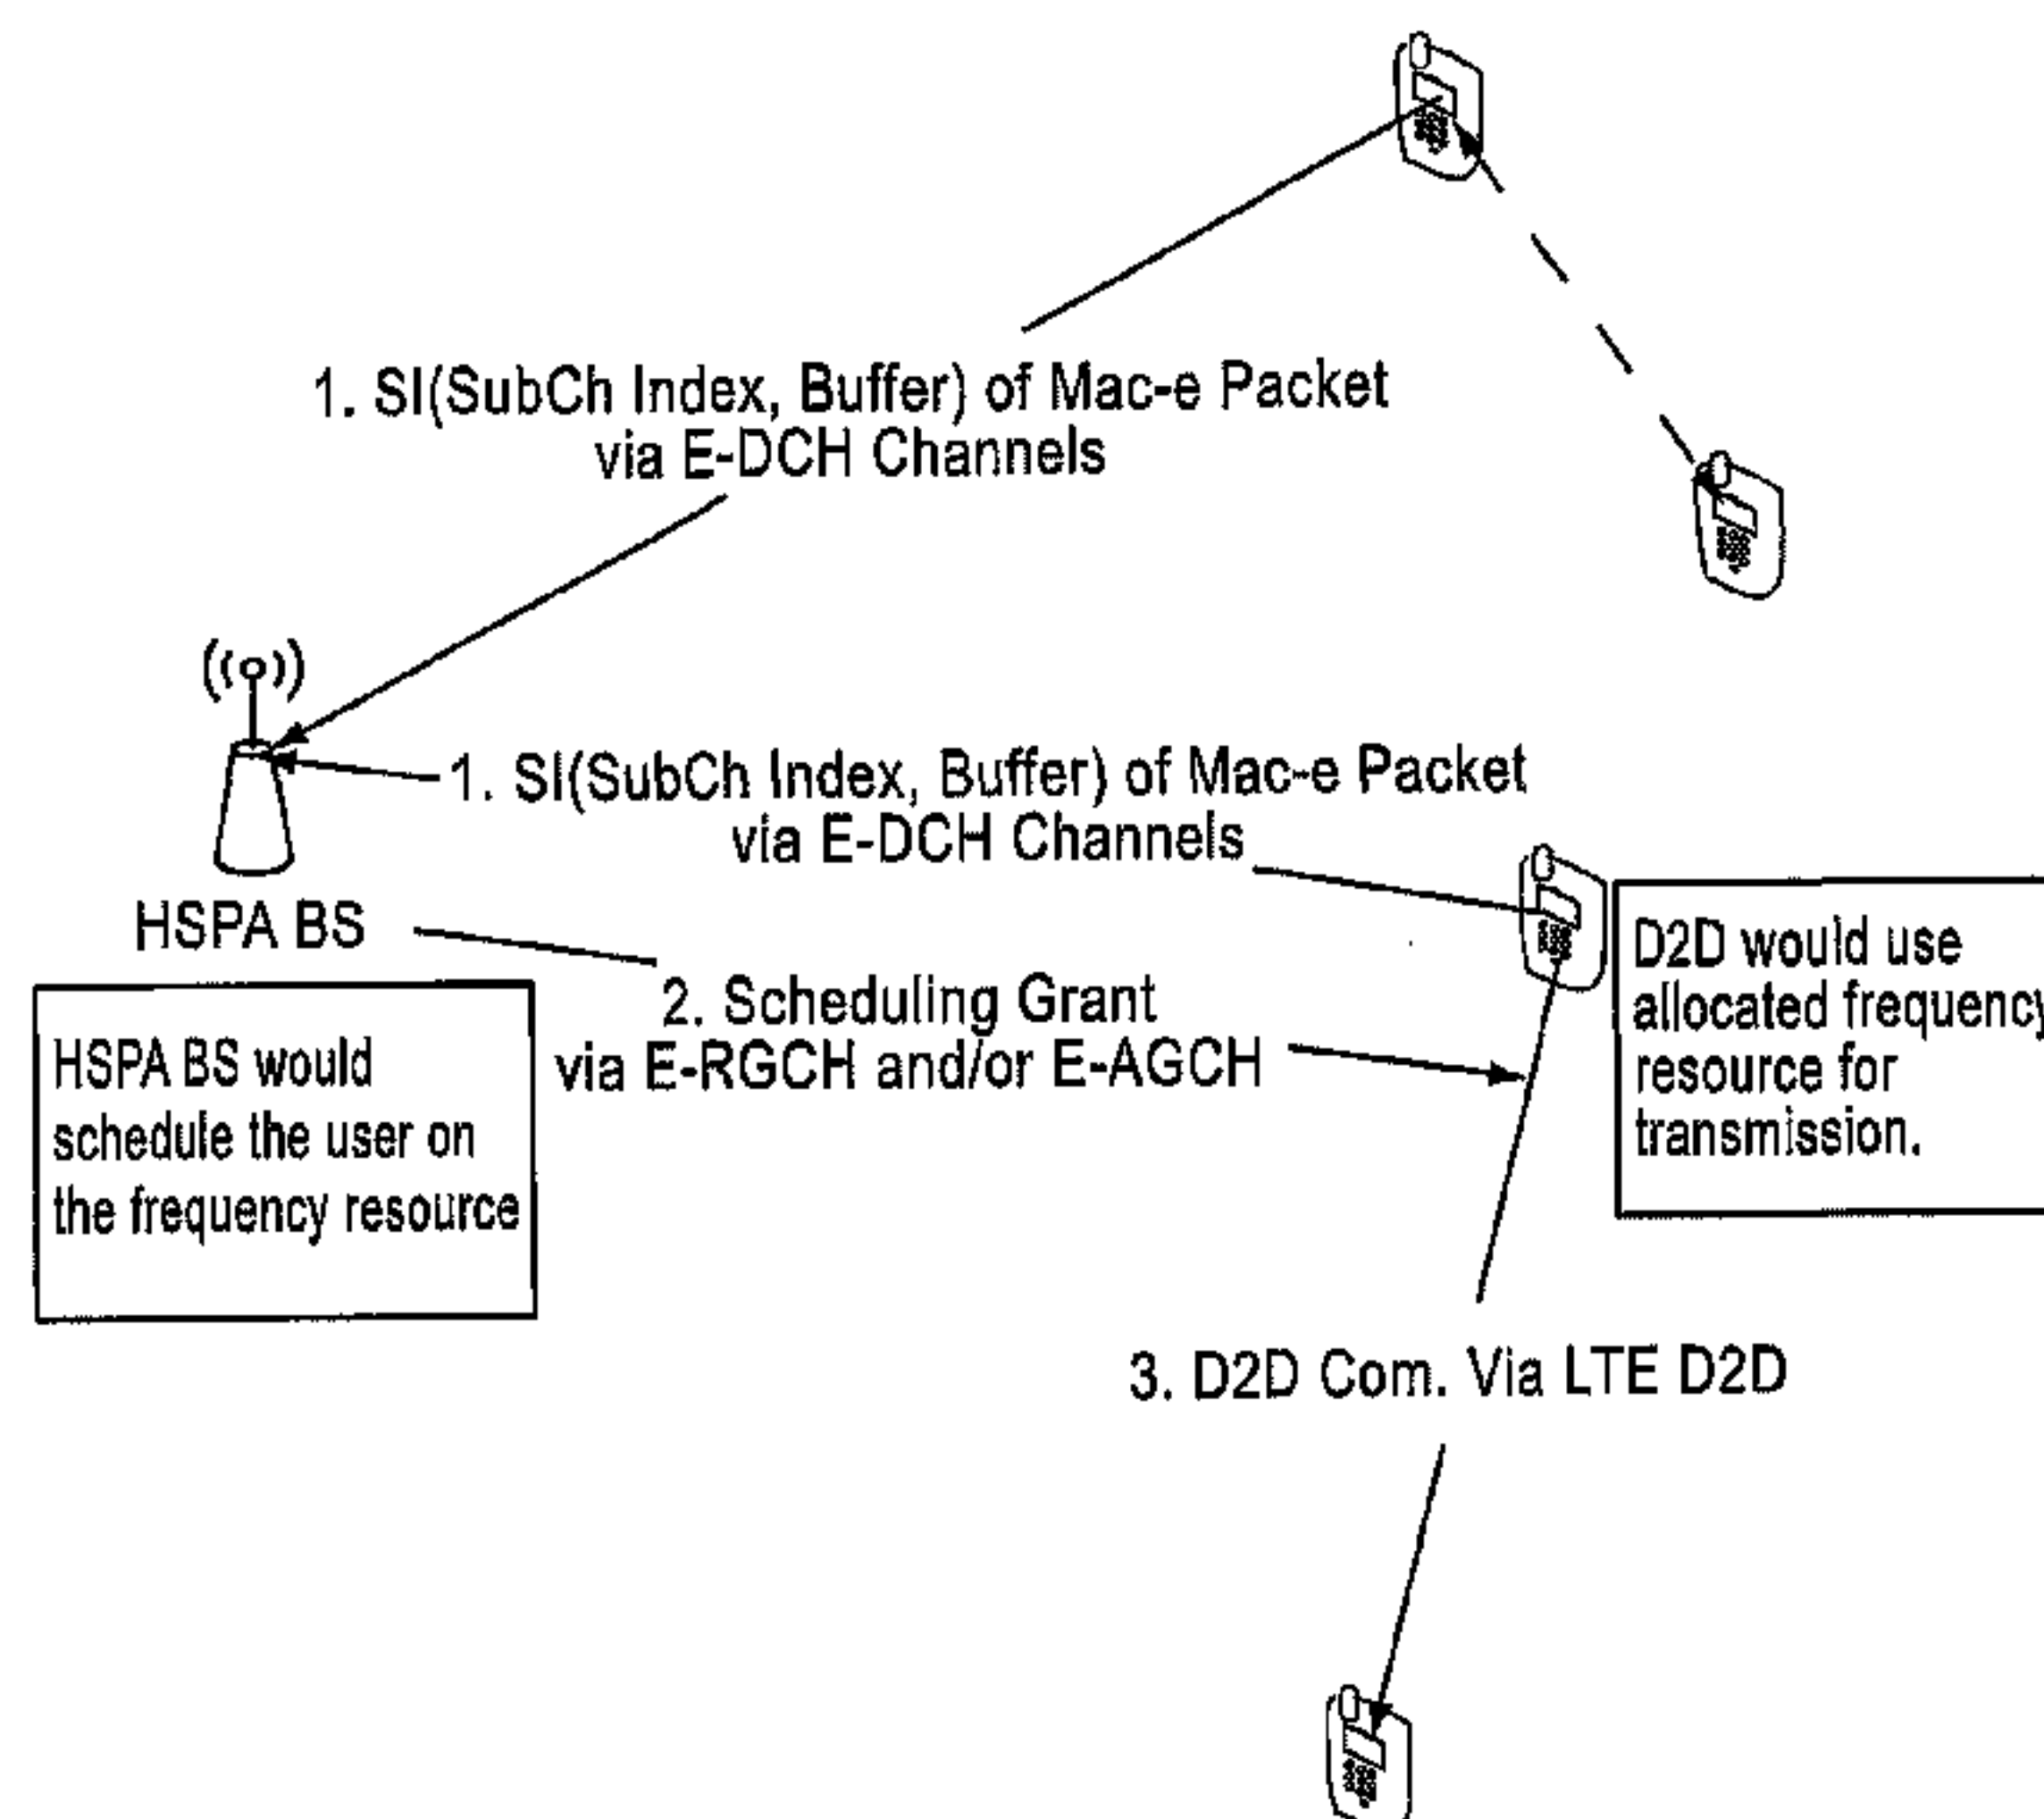 1. SI(SubCh Index, Buffer) of Mac-e Packet
via E-DCH Channels
1. SI(SubCh Index, Buffer) of Mac-e Packet
via E-DCH Channels
HSPA BS
D2D would use
allocated frequency
resource for
transmission.
2. Scheduling Grant
via E-RGCH and/or E-AGCH
HSPA BS would
schedule the user on
the frequency resource
3. D2D Com. Via LTE D2D